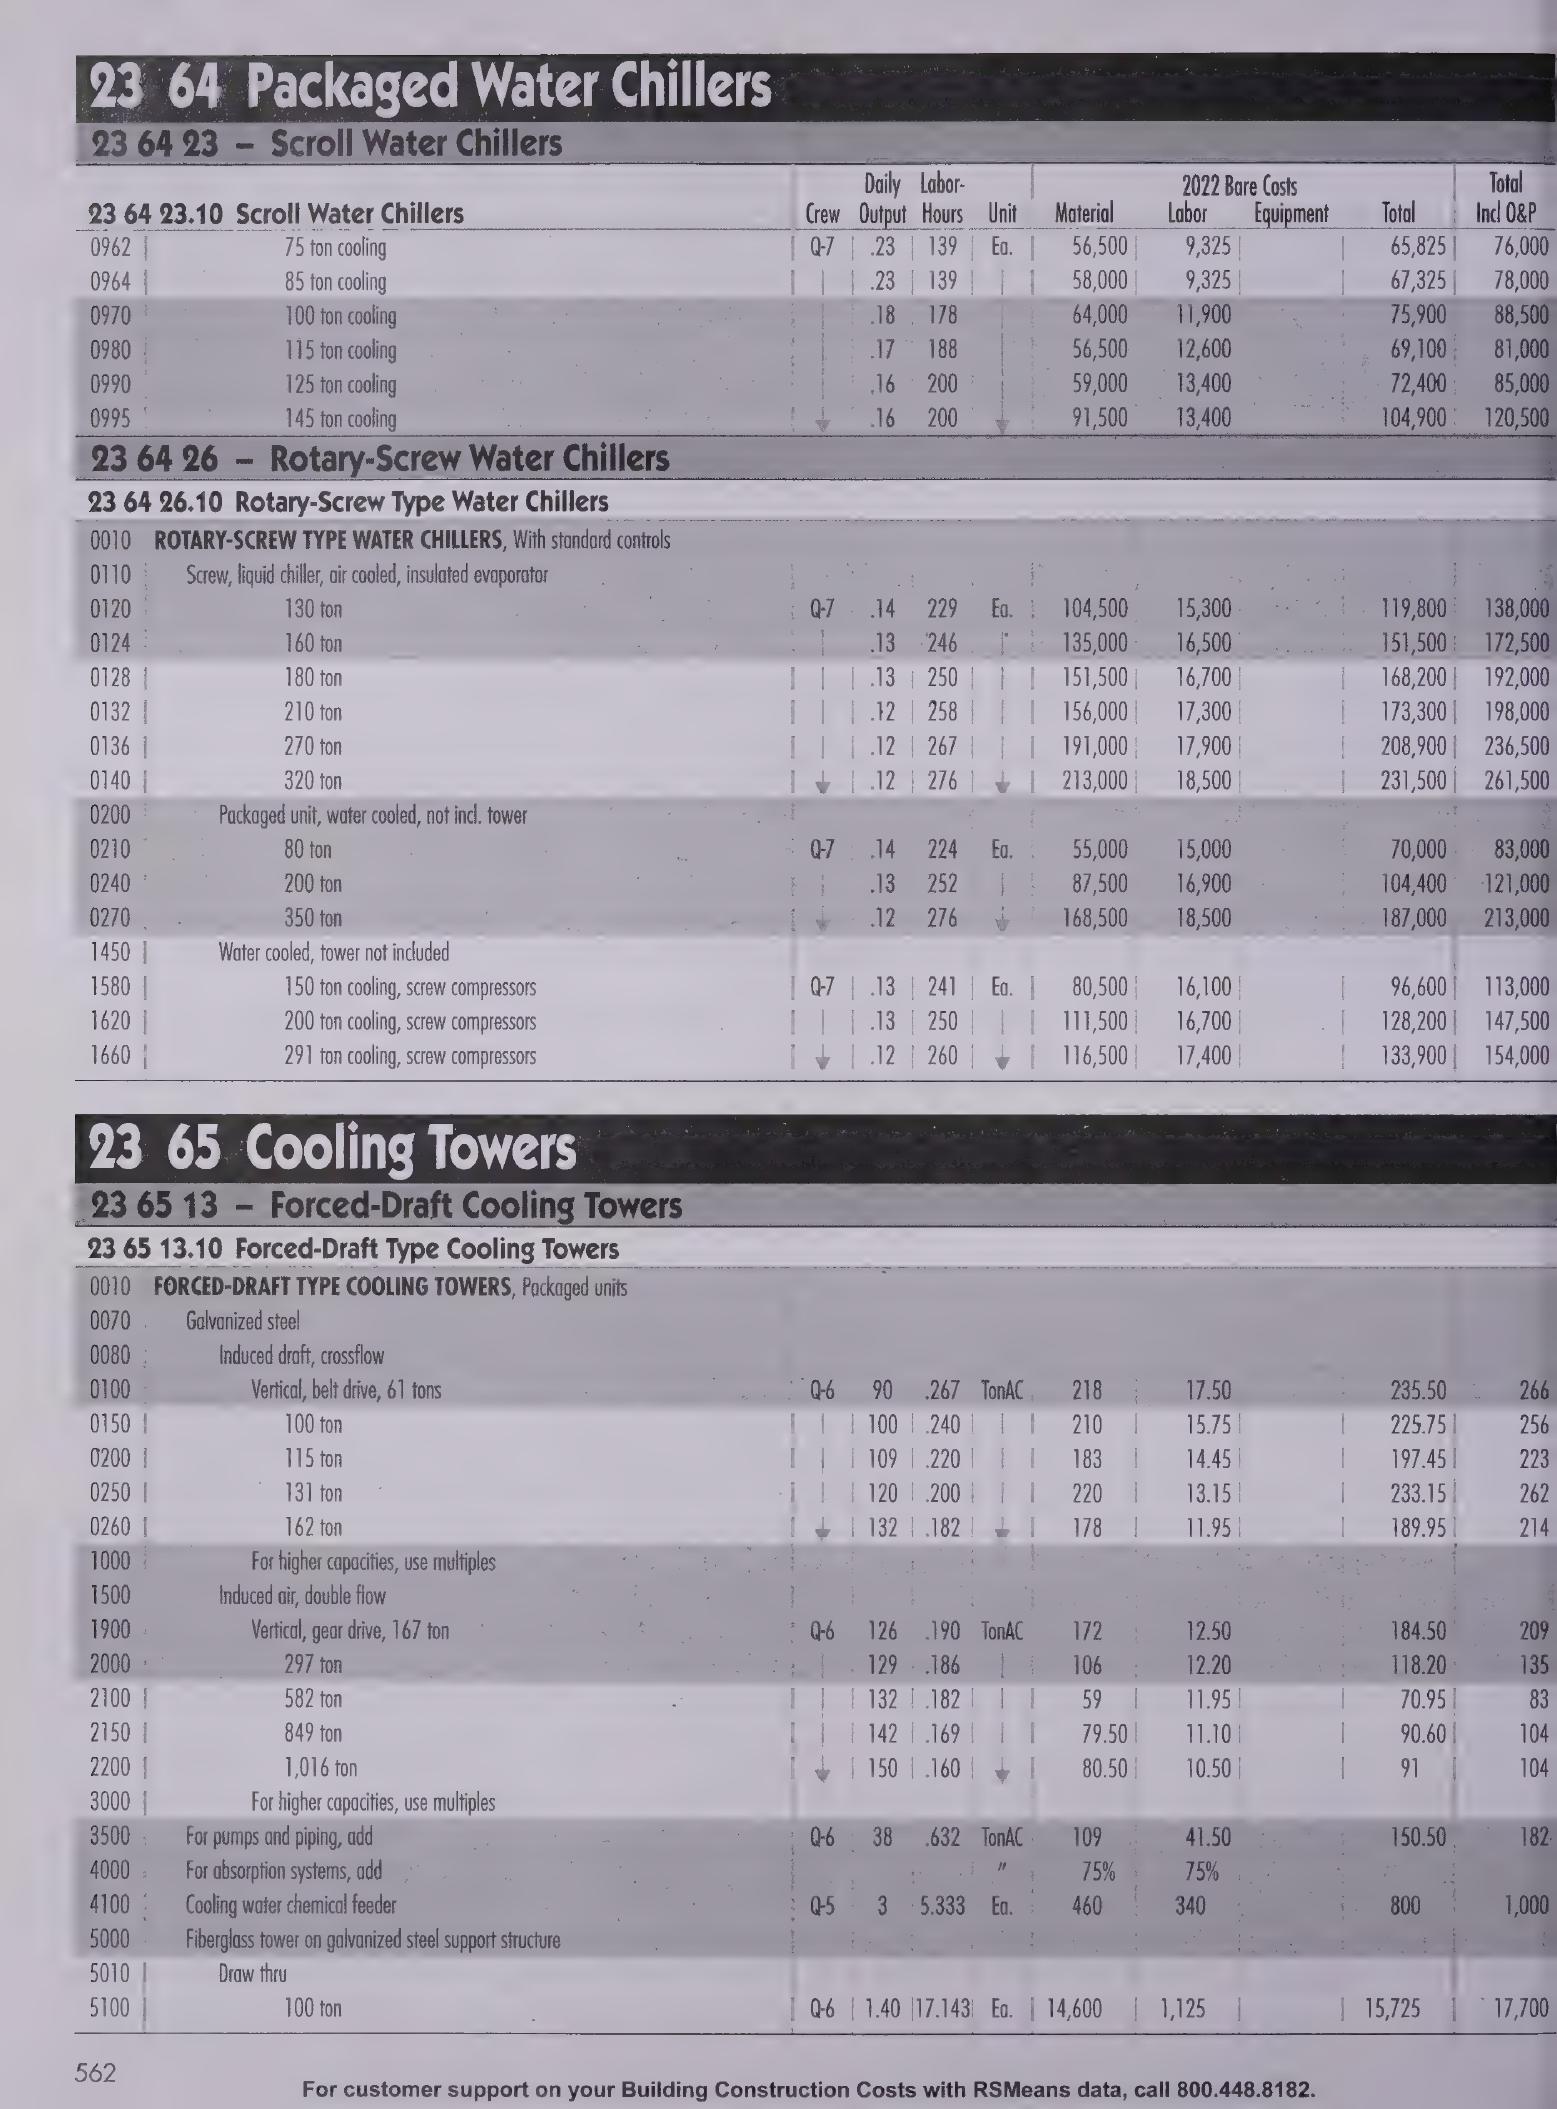 23 64 Packaged Water Chillers
23 64 23 – Scroll Water Chillers
23 64 23.10 Scroll Water Chillers Crew Daily Output Labor-Hours Unit Material Labor Equipment Total Total Incl O&P
2022 Bare Costs
0962 75 ton cooling Q-7 .23 139 Ea. 56,500 9,325 65,825 76,000
0964 85 ton cooling .23 139 58,000 9,325 67,325 78,000
0970 100 ton cooling .18 178 64,000 11,900 75,900 88,500
0980 115 ton cooling .17 188 56,500 12,600 69,100 81,000
0990 125 ton cooling .16 200 59,000 13,400 72,400 85,000
0995 145 ton cooling .16 200 91,500 13,400 104,900 120,500
23 64 26 – Rotary-Screw Water Chillers
23 64 26.10 Rotary-Screw Type Water Chillers
0010 ROTARY-SCREW TYPE WATER CHILLERS, With standard controls
0110 Screw, liquid chiller, air cooled, insulated evaporator
0120 130 ton Q-7 .14 229 Ea. 104,500 15,300 119,800 138,000
0124 160 ton .13 246 135,000 16,500 151,500 172,500
0128 180 ton .13 250 151,500 16,700 168,200 192,000
0132 210 ton .12 258 156,000 17,300 173,300 198,000
0136 270 ton .12 267 191,000 17,900 208,900 236,500
0140 320 ton .12 276 213,000 18,500 231,500 261,500
0200 Packaged unit, water cooled, not incl. tower
0210 80 ton Q-7 .14 224 Ea. 55,000 15,000 70,000 83,000
0240 200 ton .13 252 87,500 16,900 104,400 121,000
0270 350 ton .12 276 168,500 18,500 187,000 213,000
1450 Water cooled, tower not included
1580 150 ton cooling, screw compressors Q-7 .13 241 Ea. 80,500 16,100 96,600 113,000
1620 200 ton cooling, screw compressors .13 250 111,500 16,700 128,200 147,500
1660 291 ton cooling, screw compressors .12 260 116,500 17,400 133,900 154,000
23 65 Cooling Towers
23 65 13 – Forced-Draft Cooling Towers
23 65 13.10 Forced-Draft Type Cooling Towers
0010 FORCED-DRAFT TYPE COOLING TOWERS, Packaged units
0070 Galvanized steel
0080 Induced draft, crossflow
0100 Vertical, belt drive, 61 tons Q-6 90 .267 TonAC 218 17.50 235.50 266
0150 100 ton 100 .240 210 15.75 225.75 256
0200 115 ton 109 .220 183 14.45 197.45 223
0250 131 ton 120 .200 220 13.15 233.15 262
0260 162 ton 132 .182 178 11.95 189.95 214
1000 For higher capacities, use multiples
1500 Induced air, double flow
1900 Vertical, gear drive, 167 ton Q-6 126 .190 TonAC 172 12.50 184.50 209
2000 297 ton 129 .186 106 12.20 118.20 135
2100 582 ton 132 .182 59 11.95 70.95 83
2150 849 ton 142 .169 79.50 11.10 90.60 104
2200 1,016 ton 150 .160 80.50 10.50 91 104
3000 For higher capacities, use multiples
3500 For pumps and piping, add Q-6 38 .632 TonAC 109 41.50 150.50 182
4000 For absorption systems, add " 75% 75%
4100 Cooling water chemical feeder Q-5 3 5.333 Ea. 460 340 800 1,000
5000 Fiberglass tower on galvanized steel support structure
5010 Draw thru
5100 100 ton Q-6 1.40 17.143 Ea. 14,600 1,125 15,725 17,700
562
For customer support on your Building Construction Costs with RSMeans data, call 800.448.8182.